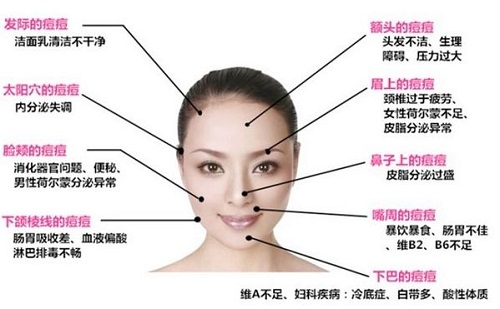 发际的痘痘
洁面乳清洁不干净
太阳穴的痘痘
内分泌失调
脸颊的痘痘
消化器官问题、便秘、
男性荷尔蒙分泌异常
下颌棱线的痘痘
肠胃吸收差、血液偏酸
淋巴排毒不畅
额头的痘痘
头发不洁、生理
障碍、压力过大
眉上的痘痘
颈椎过于疲劳、
女性荷尔蒙不足、
皮脂分泌异常
鼻子上的痘痘
皮脂分泌过盛
嘴周的痘痘
暴饮暴食、肠胃不佳
、维B2、B6不足
下巴的痘痘
维A不足、妇科疾病：冷底症、白带多、酸性体质